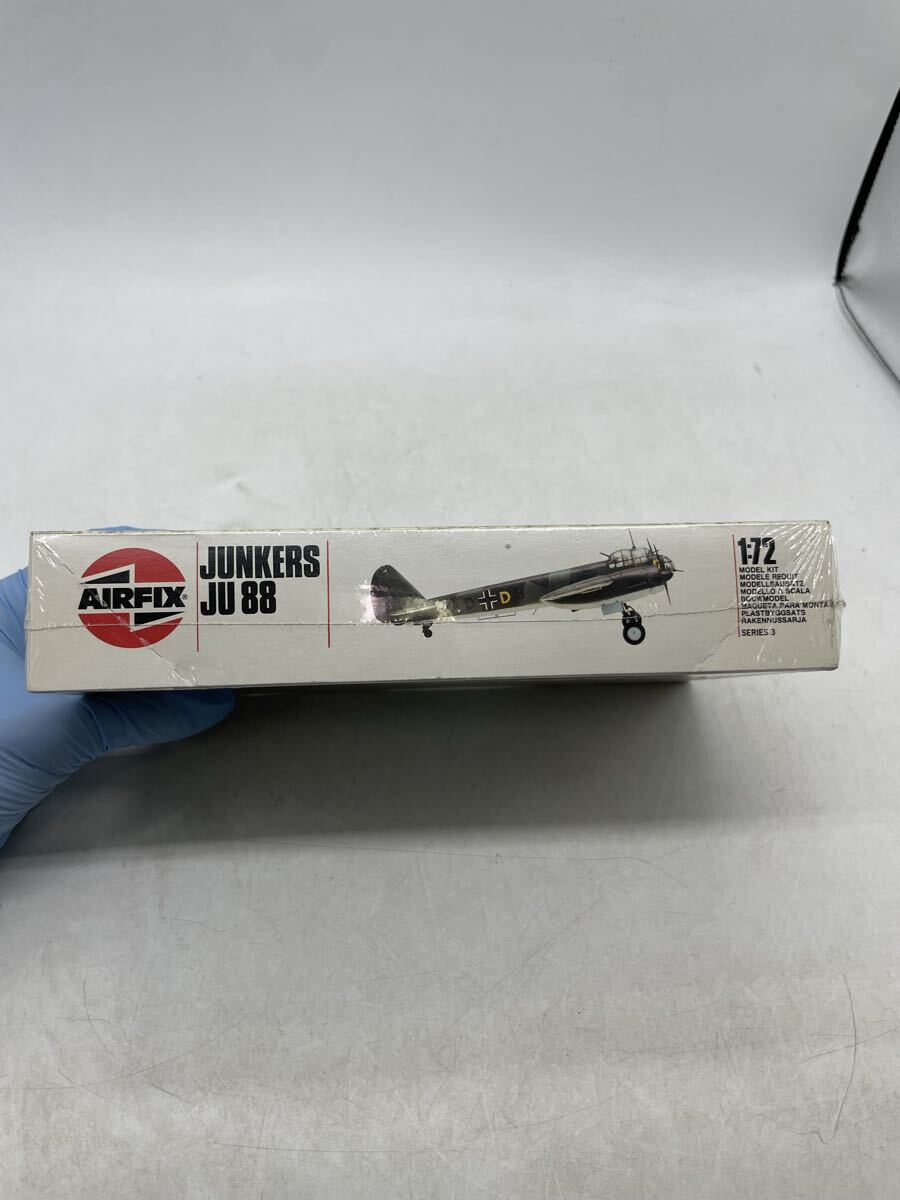 AIRFIX®
JUNKERS
JU 88
D D
1:72
MODEL KIT
MODELE REDUIT
MODELLBAUSATZ
MODELLO A SCALA
BOUWMODEL
MAQUETA PARA MONTAR
PLASTBYGGSATS
RAKENNUSSARJA
SERIES 3